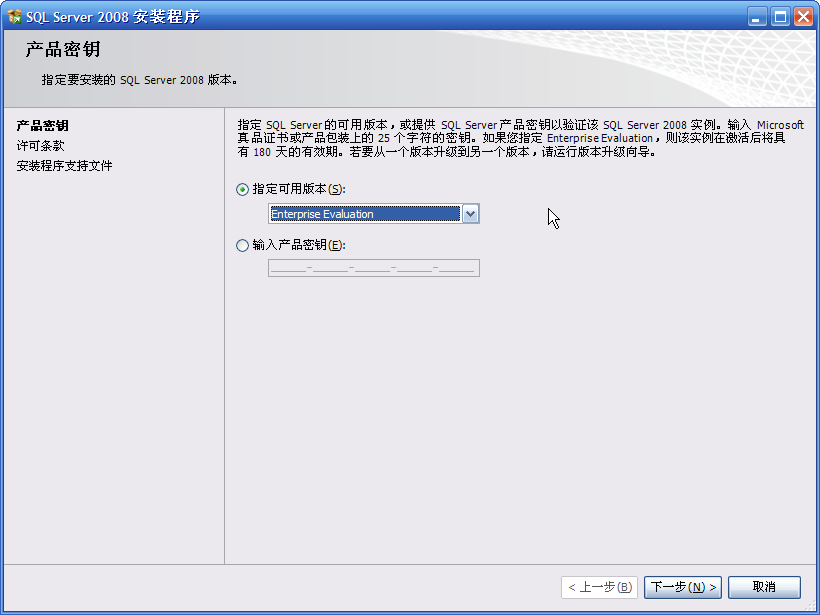 SQL Server 2008 安装程序
产品密钥
指定要安装的 SQL Server 2008 版本。
产品密钥
许可条款
安装程序支持文件
指定 SQL Server 的可用版本，或提供 SQL Server 产品密钥以验证该 SQL Server 2008 实例。输入 Microsoft
真品证书或产品包装上的 25 个字符的密钥。如果您指定 Enterprise Evaluation，则该实例在激活后将具
有 180 天的有效期。若要从一个版本升级到另一个版本，请运行版本升级向导。
指定可用版本(S):
Enterprise Evaluation
输入产品密钥(E):
_____-_____-_____-_____-_____
< 上一步(B)
下一步(N) >
取消